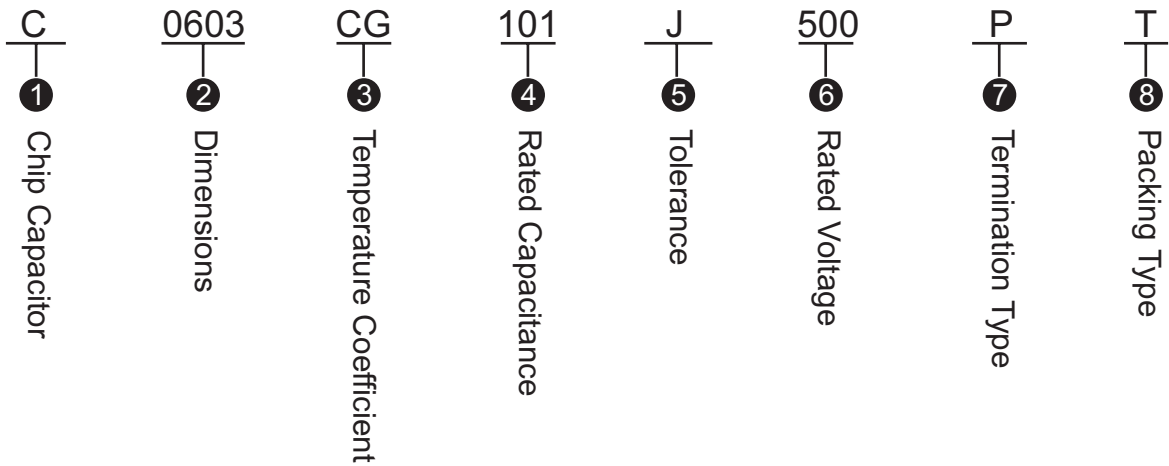 C 0603 CG 101 J 500 P T
1 2 3 4 5 6 7 8
Chip Capacitor
Dimensions
Temperature Coefficient
Rated Capacitance
Tolerance
Rated Voltage
Termination Type
Packing Type